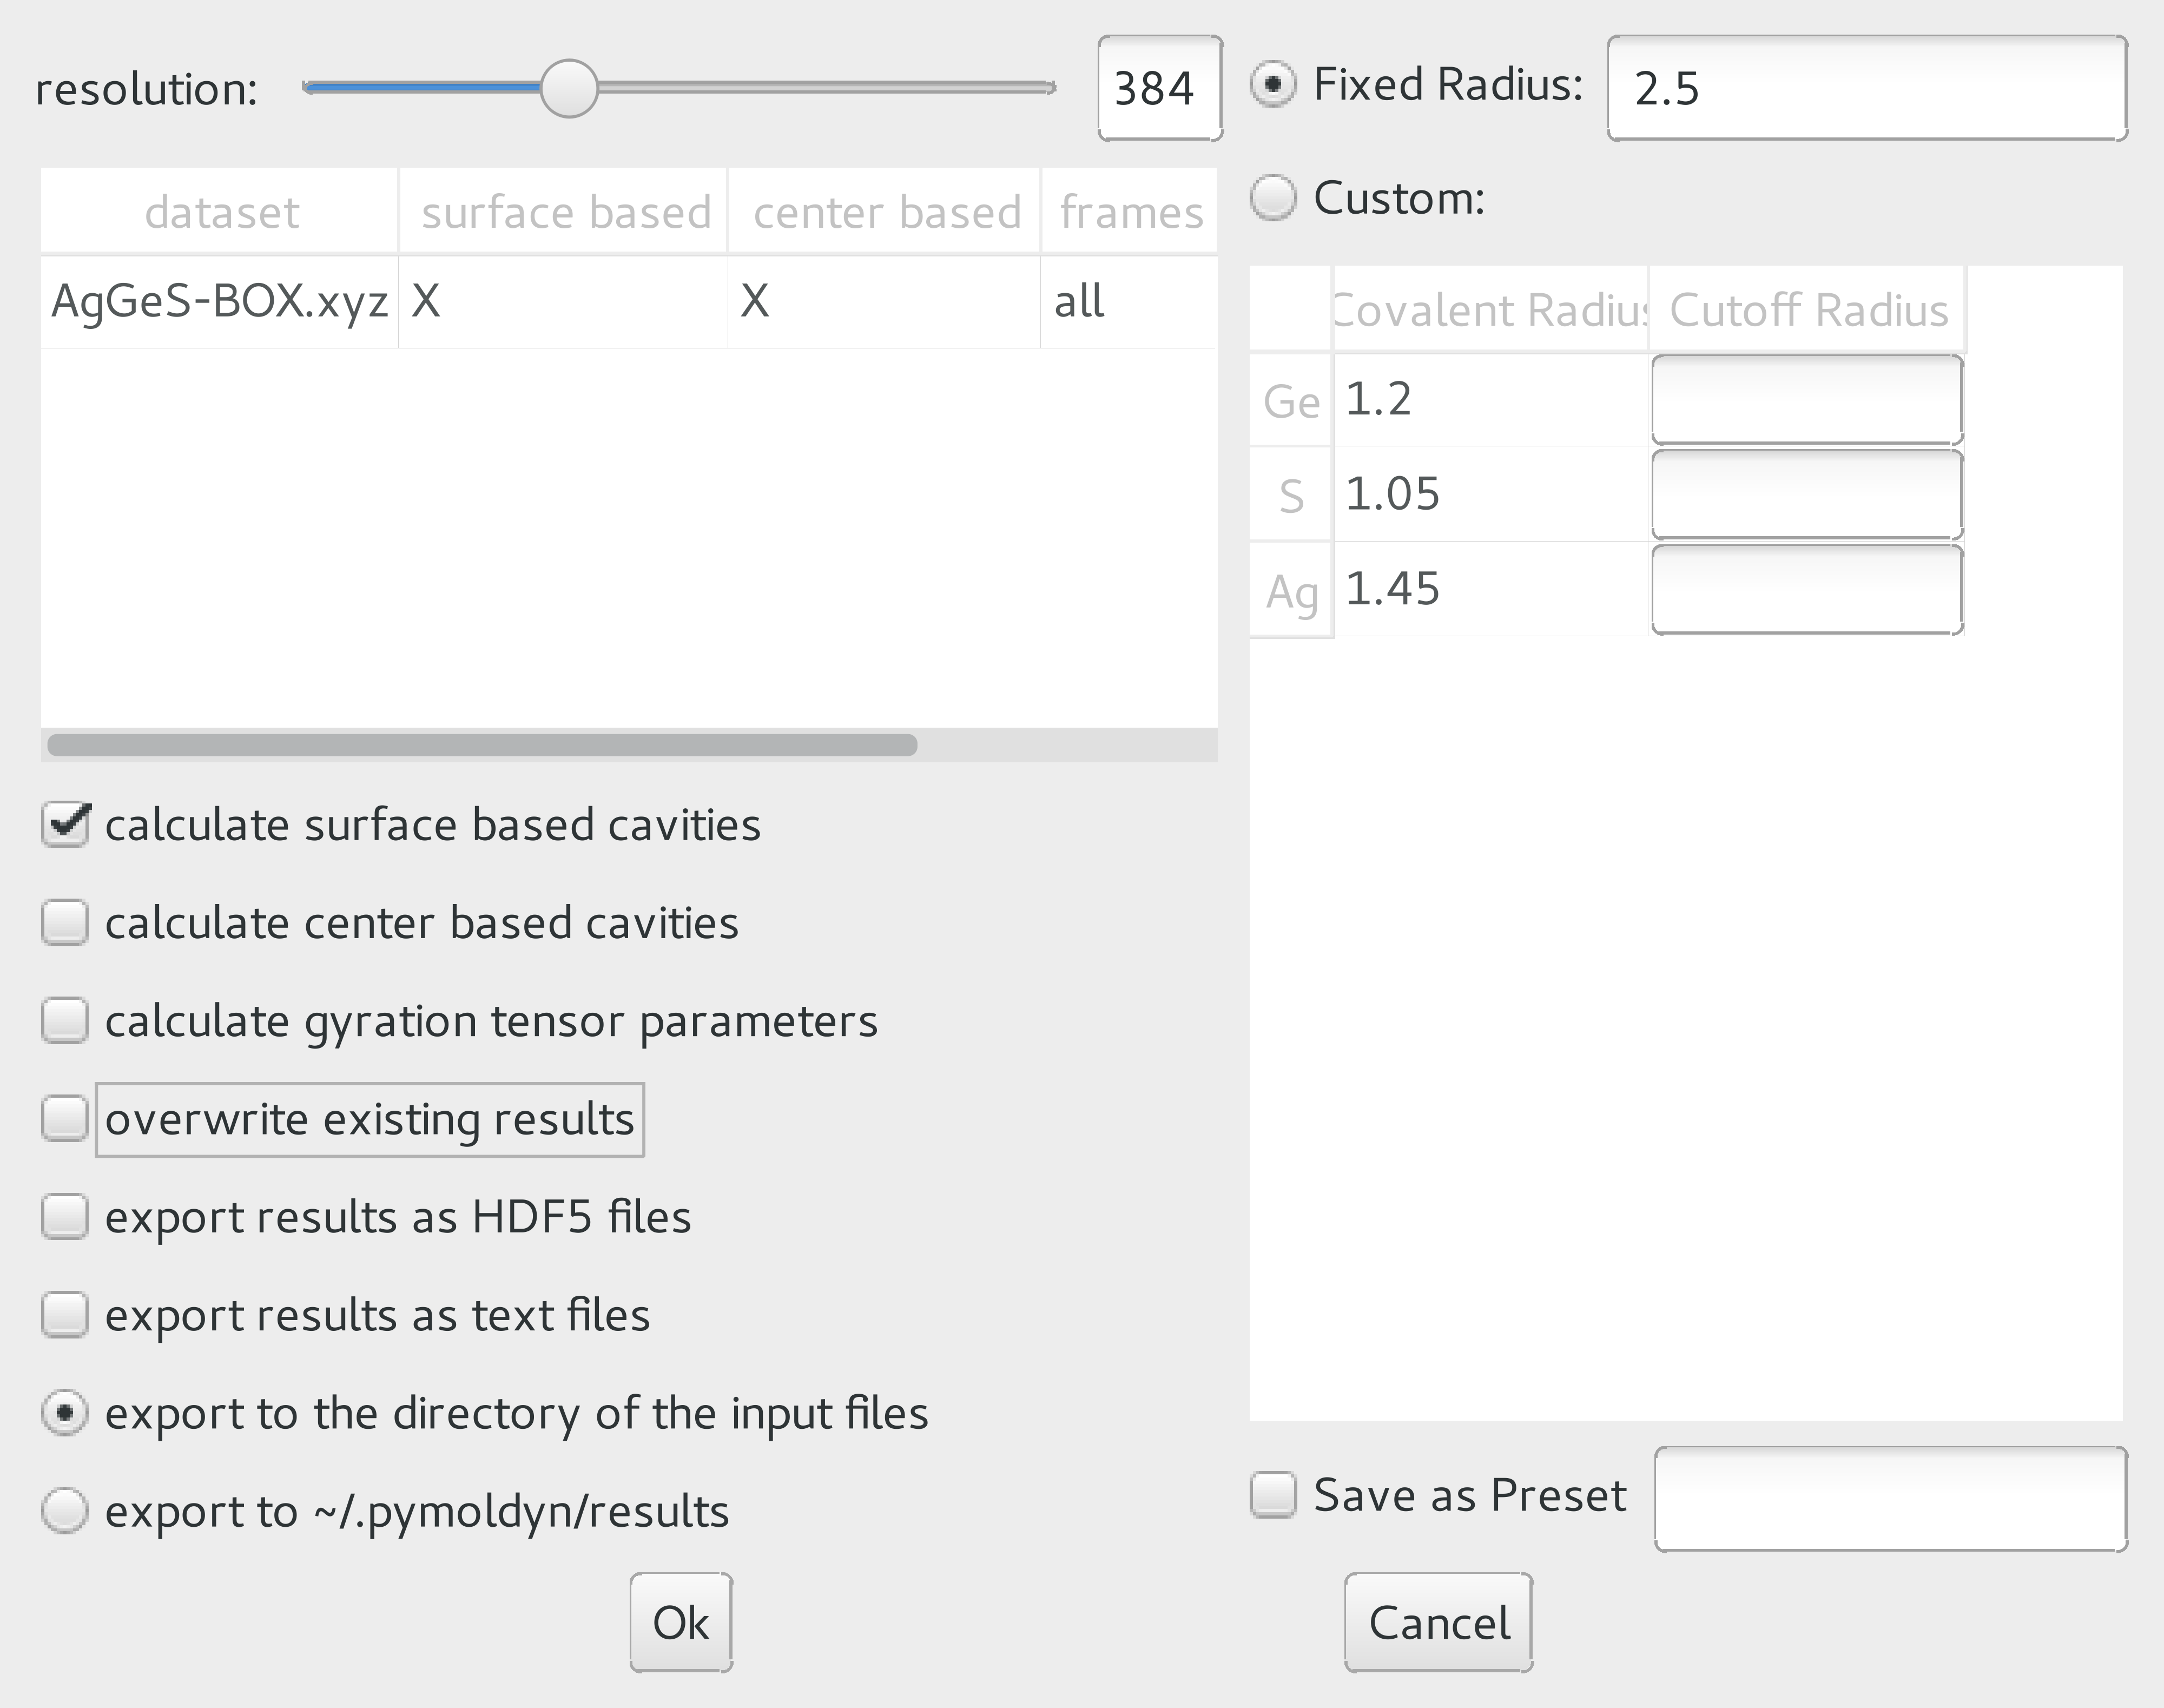 resolution:
384
dataset surface based center based frames
AgGeS-BOX.xyz X X all
calculate surface based cavities
calculate center based cavities
calculate gyration tensor parameters
overwrite existing results
export results as HDF5 files
export results as text files
export to the directory of the input files
export to ~/.pymoldyn/results
Ok
Fixed Radius: 2.5
Custom:
Covalent Radius Cutoff Radius
Ge 1.2
S 1.05
Ag 1.45
Save as Preset
Cancel